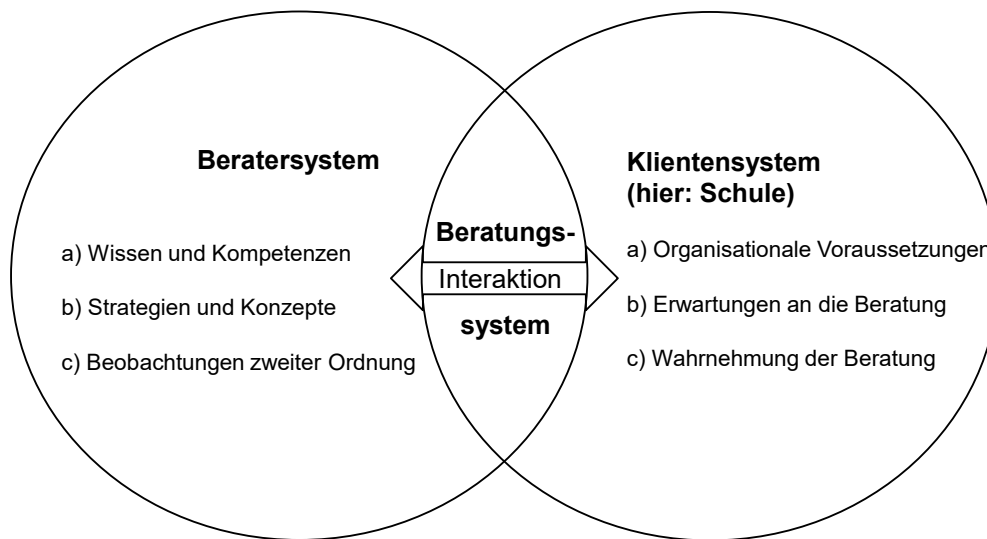 Beratersystem
a) Wissen und Kompetenzen
b) Strategien und Konzepte
c) Beobachtungen zweiter Ordnung
Beratungs-
Interaktion
system
Klientensystem
(hier: Schule)
a) Organisationale Voraussetzungen
b) Erwartungen an die Beratung
c) Wahrnehmung der Beratung